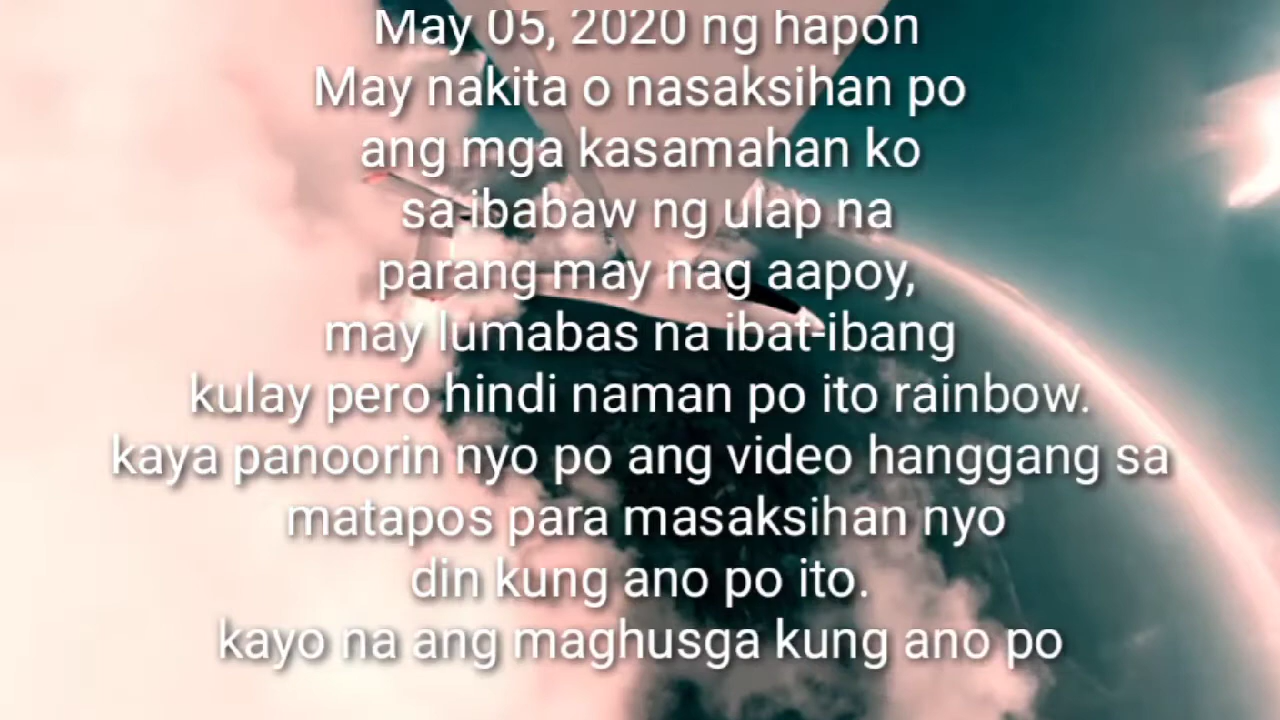 May 05, 2020 ng hapon
May nakita o nasaksihan po
ang mga kasamahan ko
sa ibabaw ng ulap na
parang may nag aapoy,
may lumabas na ibat-ibang
kulay pero hindi naman po ito rainbow.
kaya panoorin nyo po ang video hanggang sa
matapos para masaksihan nyo
din kung ano po ito.
kayo na ang maghusga kung ano po